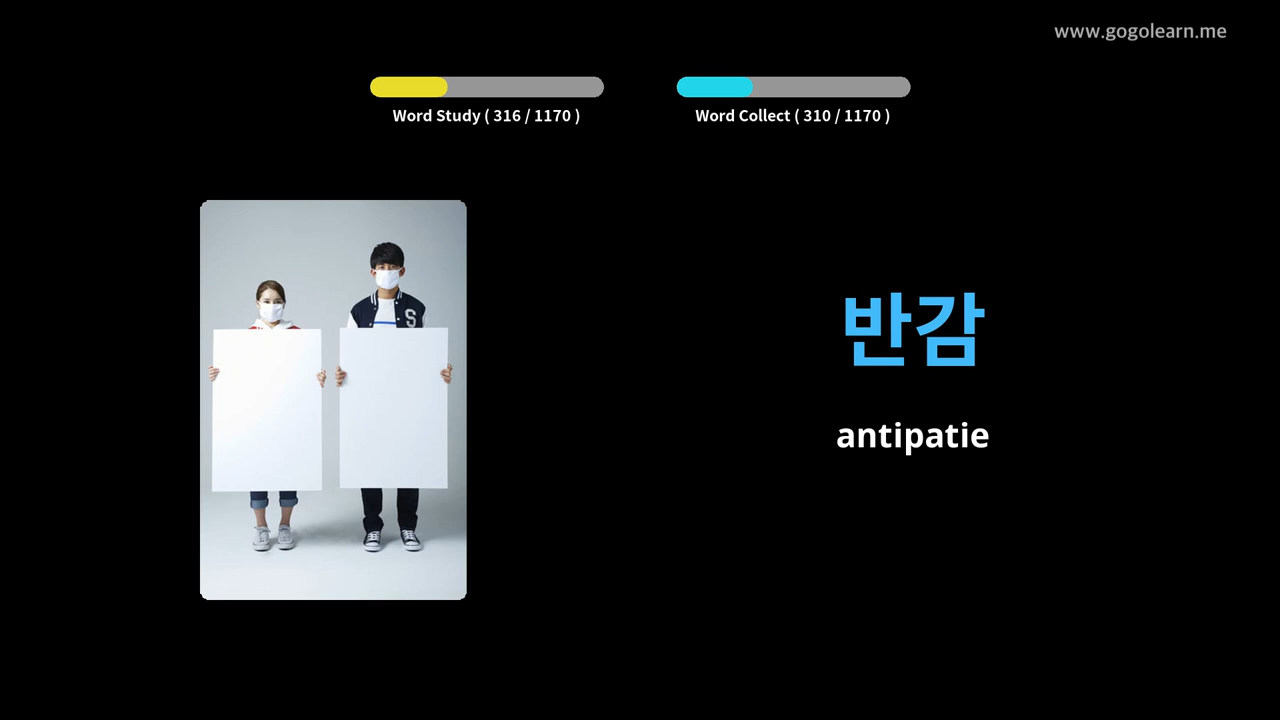 www.gogolearn.me
Word Study ( 316 / 1170 )
Word Collect ( 310 / 1170 )
S
반감
antipatie